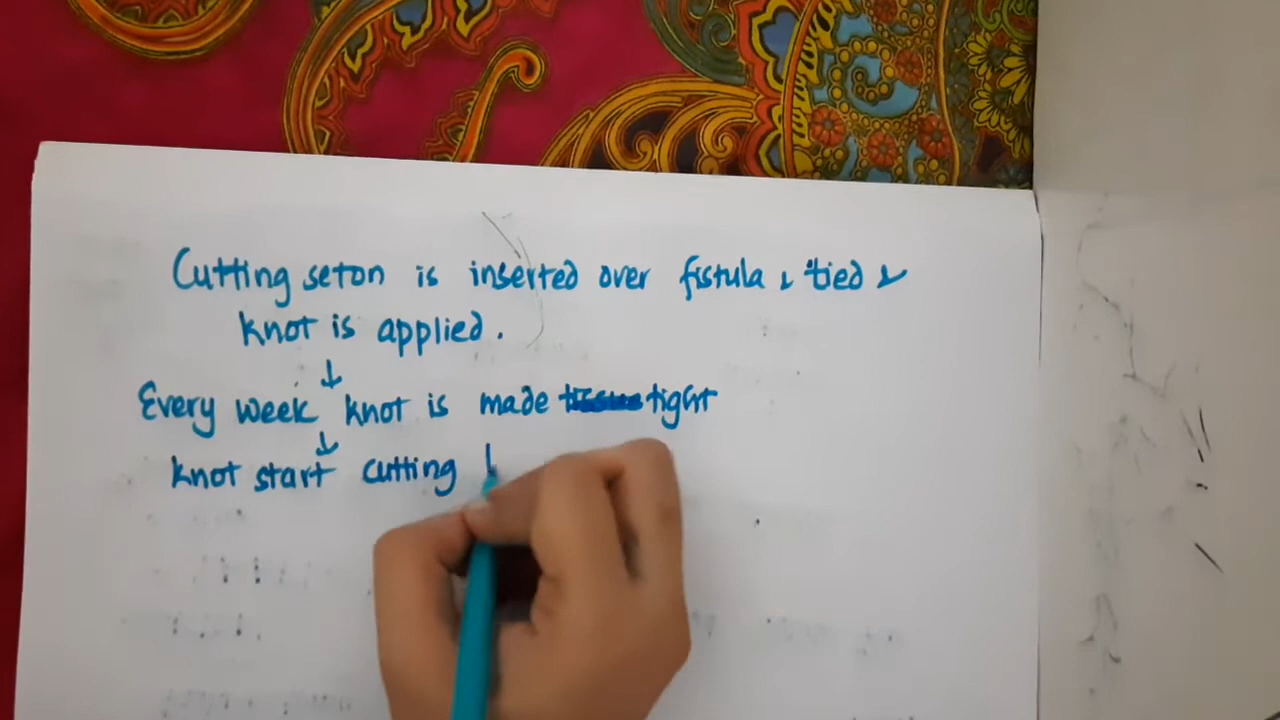 Cutting seton is inserted over fistula & tied &
knot is applied.
↓
Every week knot is made tight
↓
knot start cutting